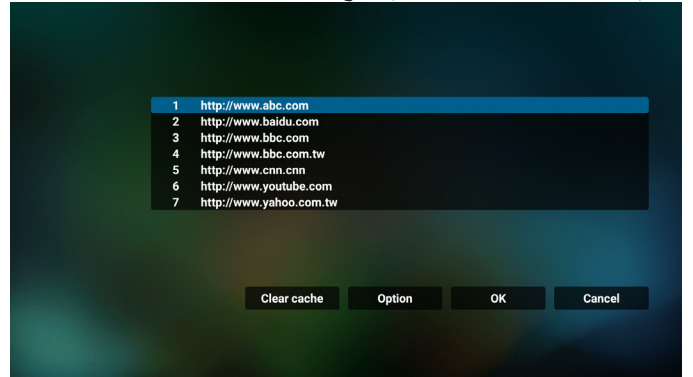 1 http://www.abc.com
2 http://www.baidu.com
3 http://www.bbc.com
4 http://www.bbc.com.tw
5 http://www.cnn.cnn
6 http://www.youtube.com
7 http://www.yahoo.com.tw
Clear cache Option OK Cancel